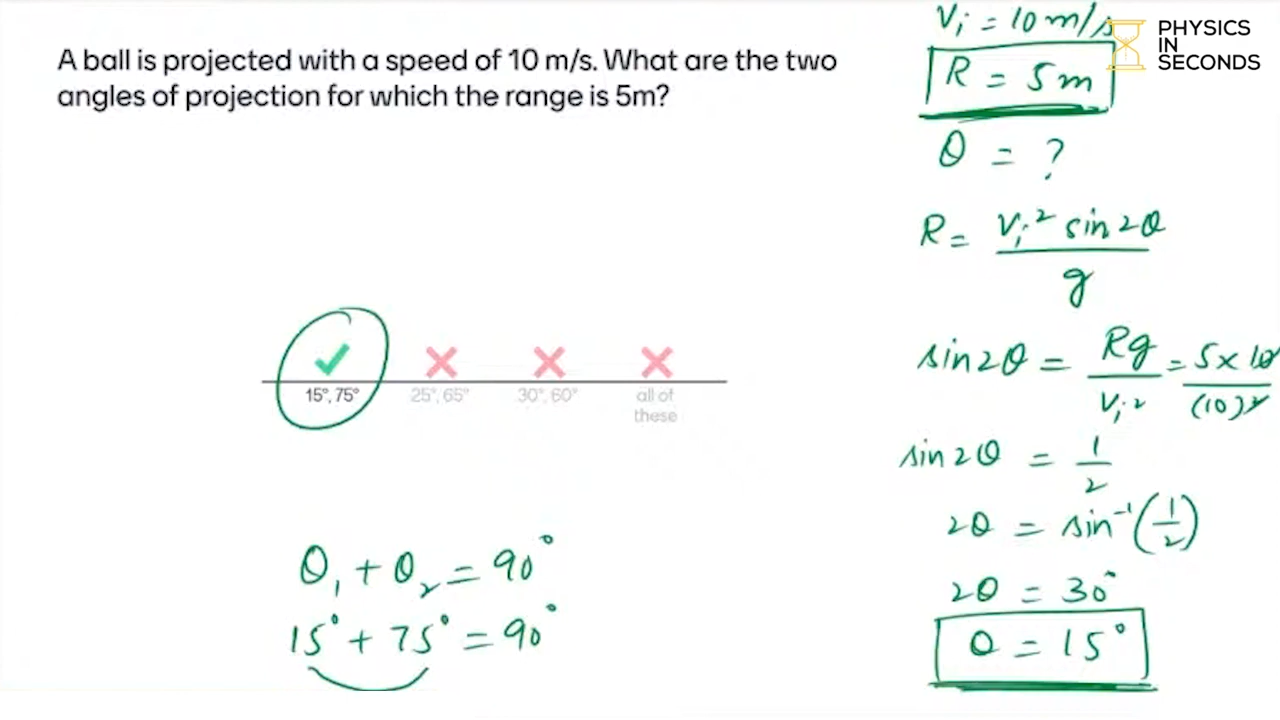 A ball is projected with a speed of 10 m/s. What are the two
angles of projection for which the range is 5m?
15°, 75°
25°, 65°
30°, 60°
all of
these
θ₁ + θ₂ = 90°
15° + 75° = 90°
Vᵢ = 10 m/s
R = 5m
θ = ?
R = Vᵢ² sin 2θ / g
sin 2θ = Rg / Vᵢ² = 5 × 10 / (10)²
sin 2θ = 1/2
2θ = sin⁻¹(1/2)
2θ = 30°
θ = 15°
PHYSICS
IN
SECONDS